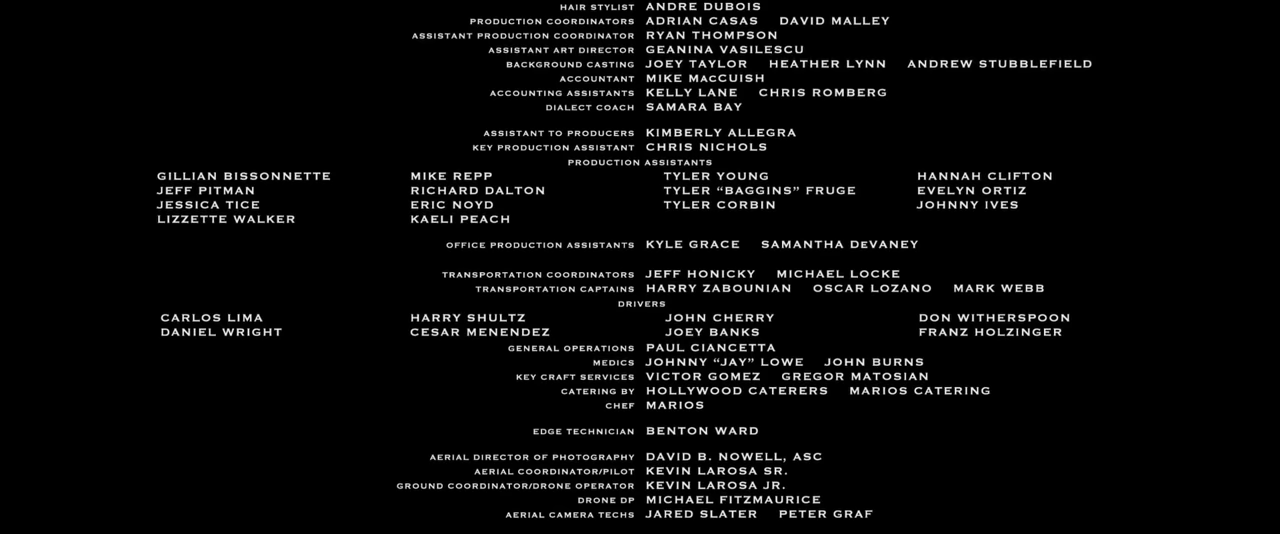 HAIR STYLIST ANDRE DUBOIS
PRODUCTION COORDINATORS ADRIAN CASAS DAVID MALLEY
ASSISTANT PRODUCTION COORDINATOR RYAN THOMPSON
ASSISTANT ART DIRECTOR GEANINA VASILESCU
BACKGROUND CASTING JOEY TAYLOR HEATHER LYNN ANDREW STUBBLEFIELD
ACCOUNTANT MIKE MacCUISH
ACCOUNTING ASSISTANTS KELLY LANE CHRIS ROMBERG
DIALECT COACH SAMARA BAY
ASSISTANT TO PRODUCERS KIMBERLY ALLEGRA
KEY PRODUCTION ASSISTANT CHRIS NICHOLS
PRODUCTION ASSISTANTS
GILLIAN BISSONNETTE MIKE REPP TYLER YOUNG HANNAH CLIFTON
JEFF PITMAN RICHARD DALTON TYLER “BAGGINS” FRUGE EVELYN ORTIZ
JESSICA TICE ERIC NOYD TYLER CORBIN JOHNNY IVES
LIZZETTE WALKER KAELI PEACH
OFFICE PRODUCTION ASSISTANTS KYLE GRACE SAMANTHA DeVANEY
TRANSPORTATION COORDINATORS JEFF HONICKY MICHAEL LOCKE
TRANSPORTATION CAPTAINS HARRY ZABOUNIAN OSCAR LOZANO MARK WEBB
DRIVERS
CARLOS LIMA HARRY SHULTZ JOHN CHERRY DON WITHERSPOON
DANIEL WRIGHT CESAR MENENDEZ JOEY BANKS FRANZ HOLZINGER
GENERAL OPERATIONS PAUL CIANCETTA
MEDICS JOHNNY “JAY” LOWE JOHN BURNS
KEY CRAFT SERVICES VICTOR GOMEZ GREGOR MATOSIAN
CATERING BY HOLLYWOOD CATERERS MARIOS CATERING
CHEF MARIOS
EDGE TECHNICIAN BENTON WARD
AERIAL DIRECTOR OF PHOTOGRAPHY DAVID B. NOWELL, ASC
AERIAL COORDINATOR/PILOT KEVIN LAROSA SR.
GROUND COORDINATOR/DRONE OPERATOR KEVIN LAROSA JR.
DRONE DP MICHAEL FITZMAURICE
AERIAL CAMERA TECHS JARED SLATER PETER GRAF